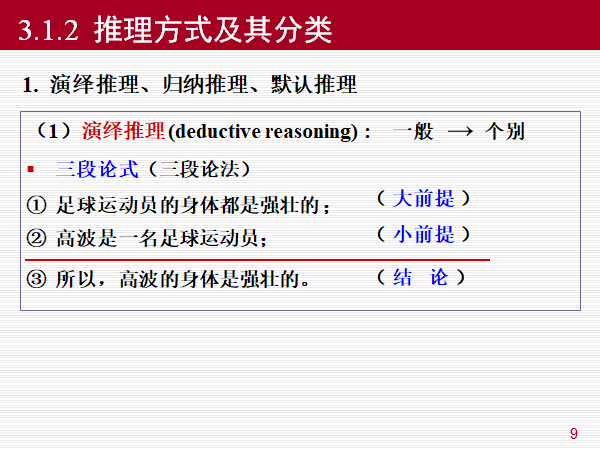 3.1.2 推理方式及其分类
1. 演绎推理、归纳推理、默认推理
（1）演绎推理(deductive reasoning)： 一般 → 个别
▪ 三段论式（三段论法）
① 足球运动员的身体都是强壮的； （ 大前提 ）
② 高波是一名足球运动员； （ 小前提 ）
③ 所以，高波的身体是强壮的。 （ 结 论 ）
9